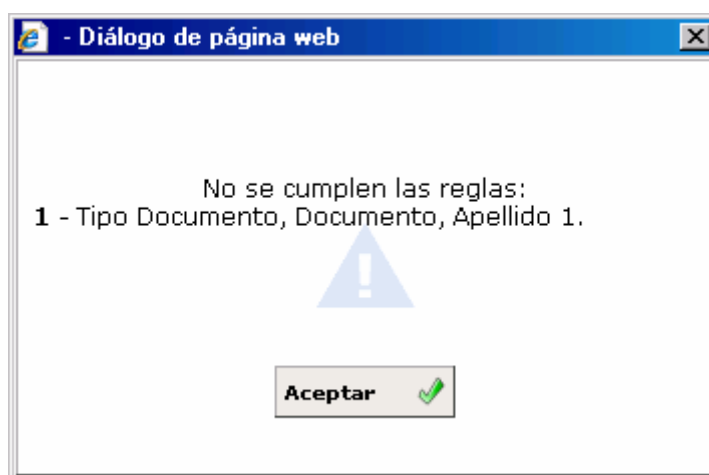 - Diálogo de página web
No se cumplen las reglas:
1 - Tipo Documento, Documento, Apellido 1.
Aceptar